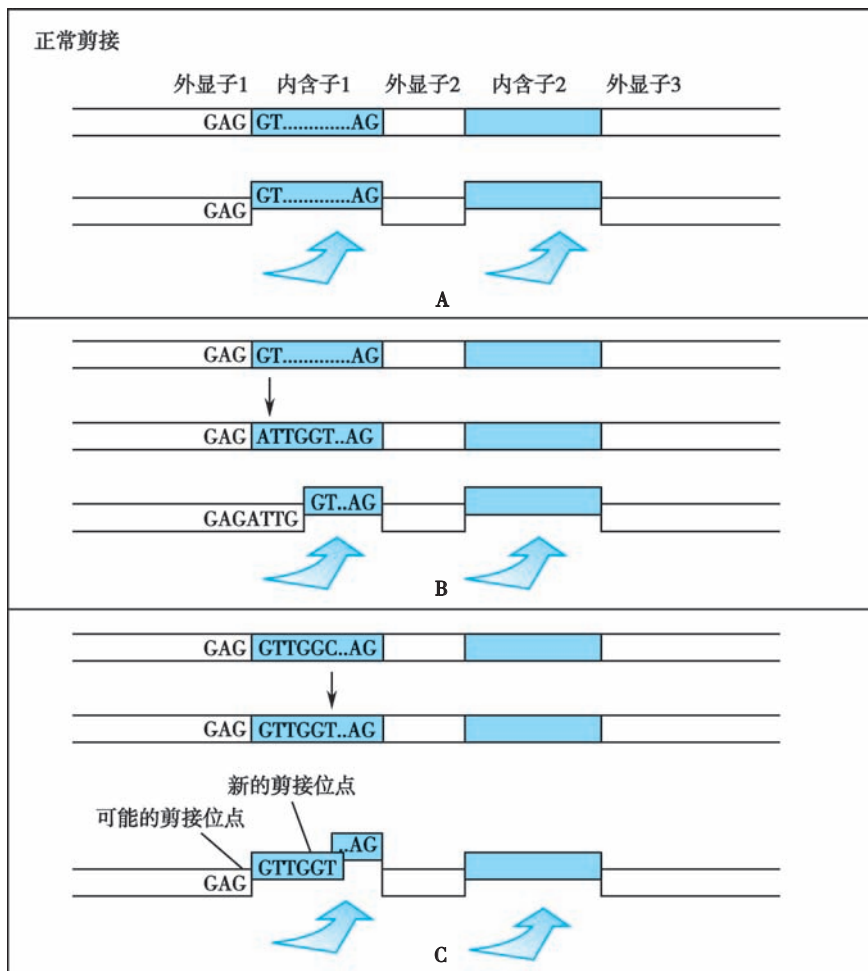 正常剪接
外显子1 内含子1 外显子2 内含子2 外显子3
GAG GT.............AG
GT.............AG
GAG
A
GAG GT.............AG
GAG ATTGGT..AG
GT..AG
GAGATTG
B
GAG GTTGGC..AG
GAG GTTGGT..AG
新的剪接位点
可能的剪接位点
..AG
GTTGGT
GAG
C